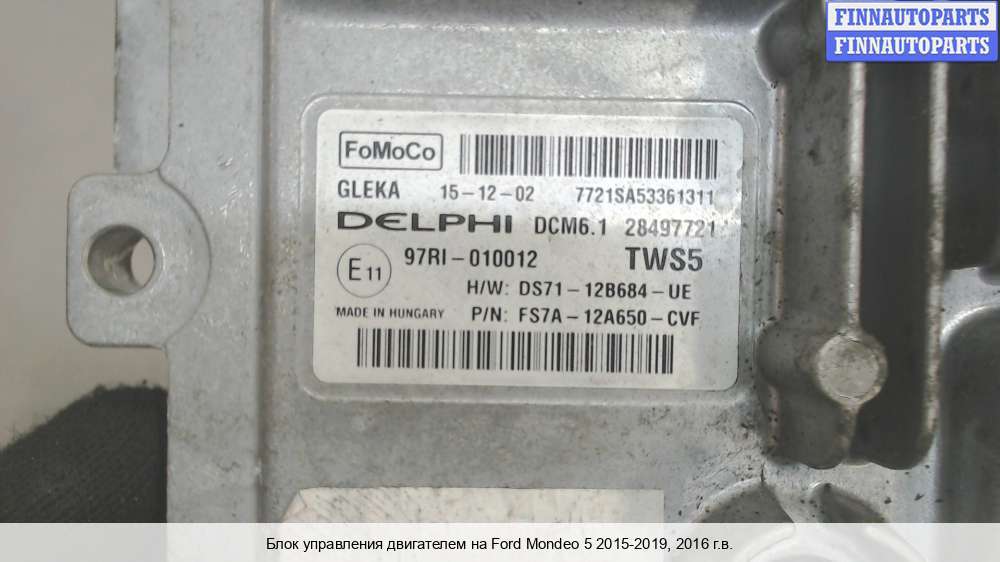 FINNAUTOPARTS
FINNAUTOPARTS
FoMoCo
GLEKA 15-12-02 7721SA53361311
DELPHI DCM6.1 28497721
E11 97RI-010012 TWS5
H/W: DS71-12B684-UE
MADE IN HUNGARY P/N: FS7A-12A650-CVF
Блок управления двигателем на Ford Mondeo 5 2015-2019, 2016 г.в.